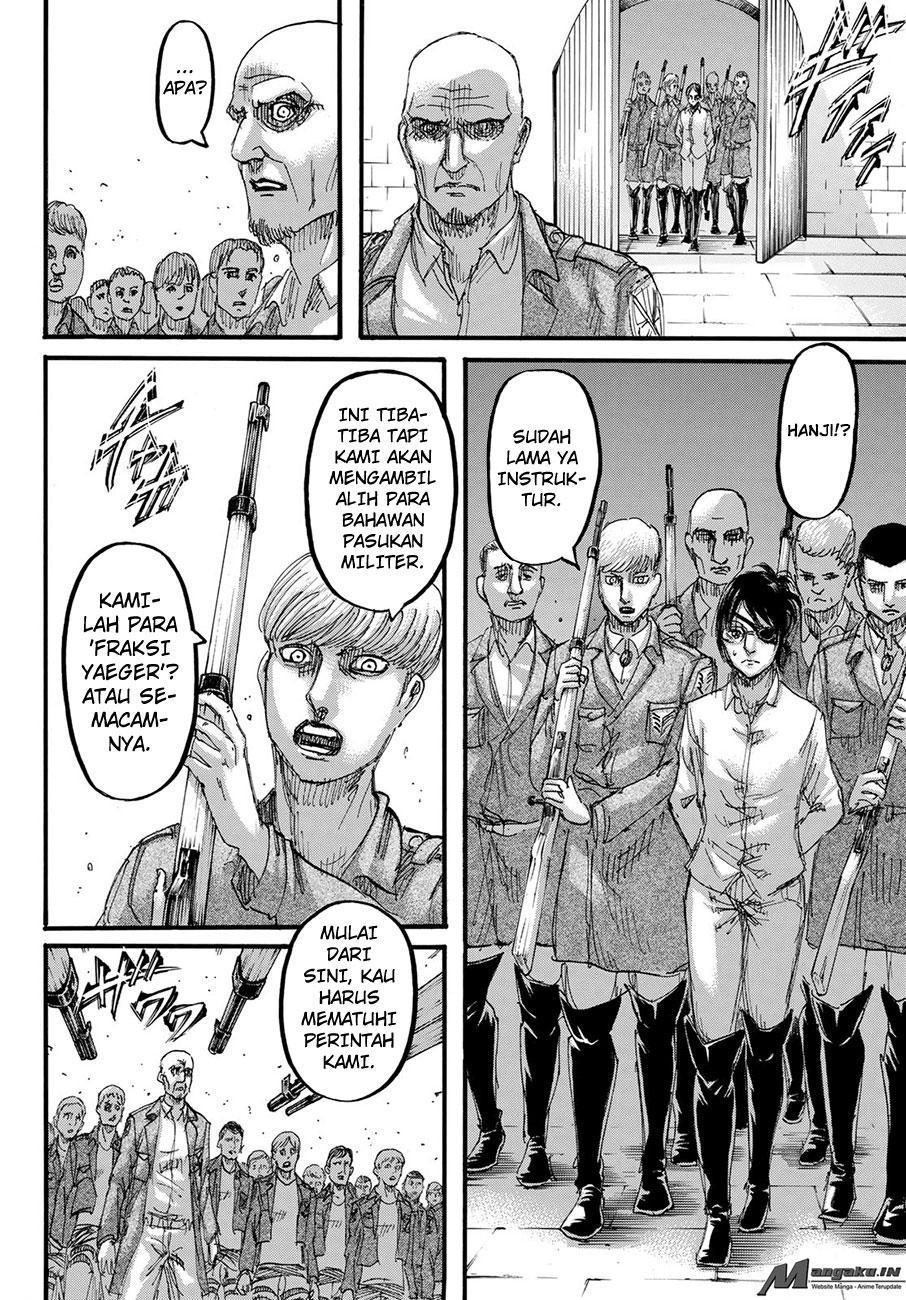 ...
APA?
HANJI!?
SUDAH
LAMA YA
INSTRUK-
TUR.
INI TIBA-
TIBA TAPI
KAMI AKAN
MENGAMBIL
ALIH PARA
BAHAWAN
PASUKAN
MILITER.
KAMI-
LAH PARA
'FRAKSI
YAEGER'?
ATAU SE-
MACAM-
NYA.
MULAI
DARI
SINI, KAU
HARUS
MEMATUHI
PERINTAH
KAMI.
Mangaku.IN
Website Manga - Anime Terupdate